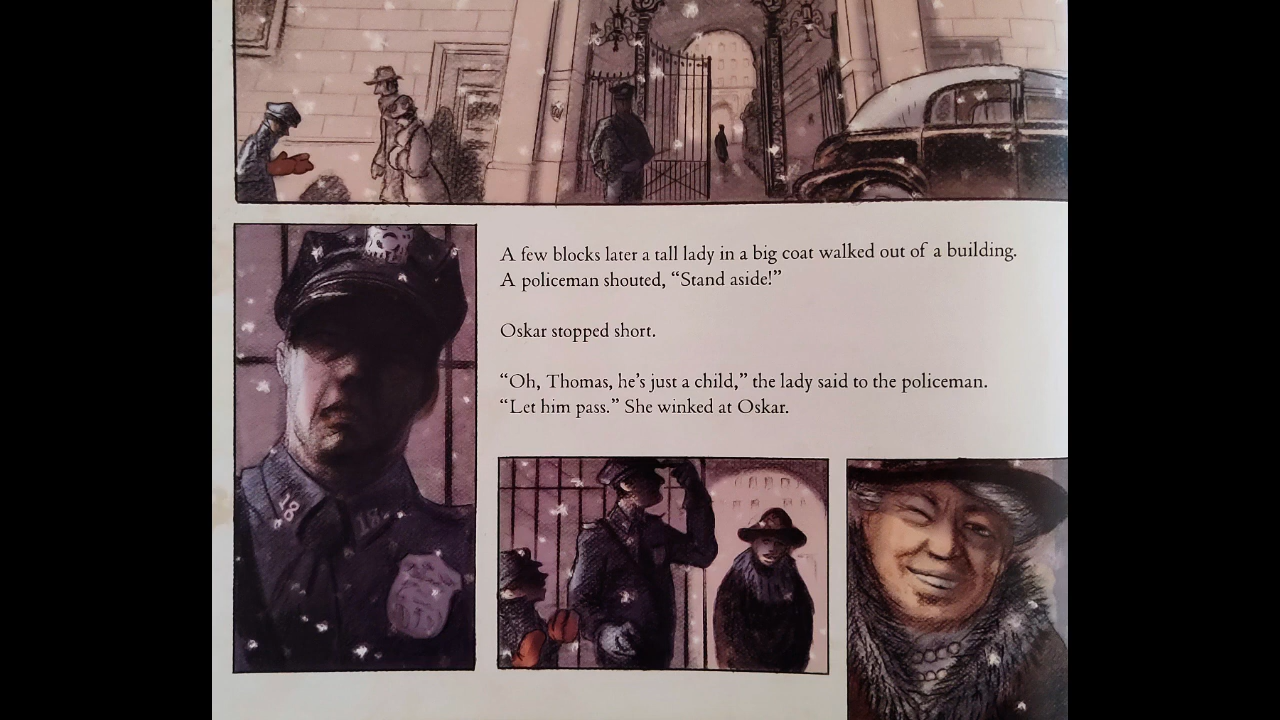 A few blocks later a tall lady in a big coat walked out of a building.
A policeman shouted, “Stand aside!”
Oskar stopped short.
“Oh, Thomas, he’s just a child,” the lady said to the policeman.
“Let him pass.” She winked at Oskar.
18
18